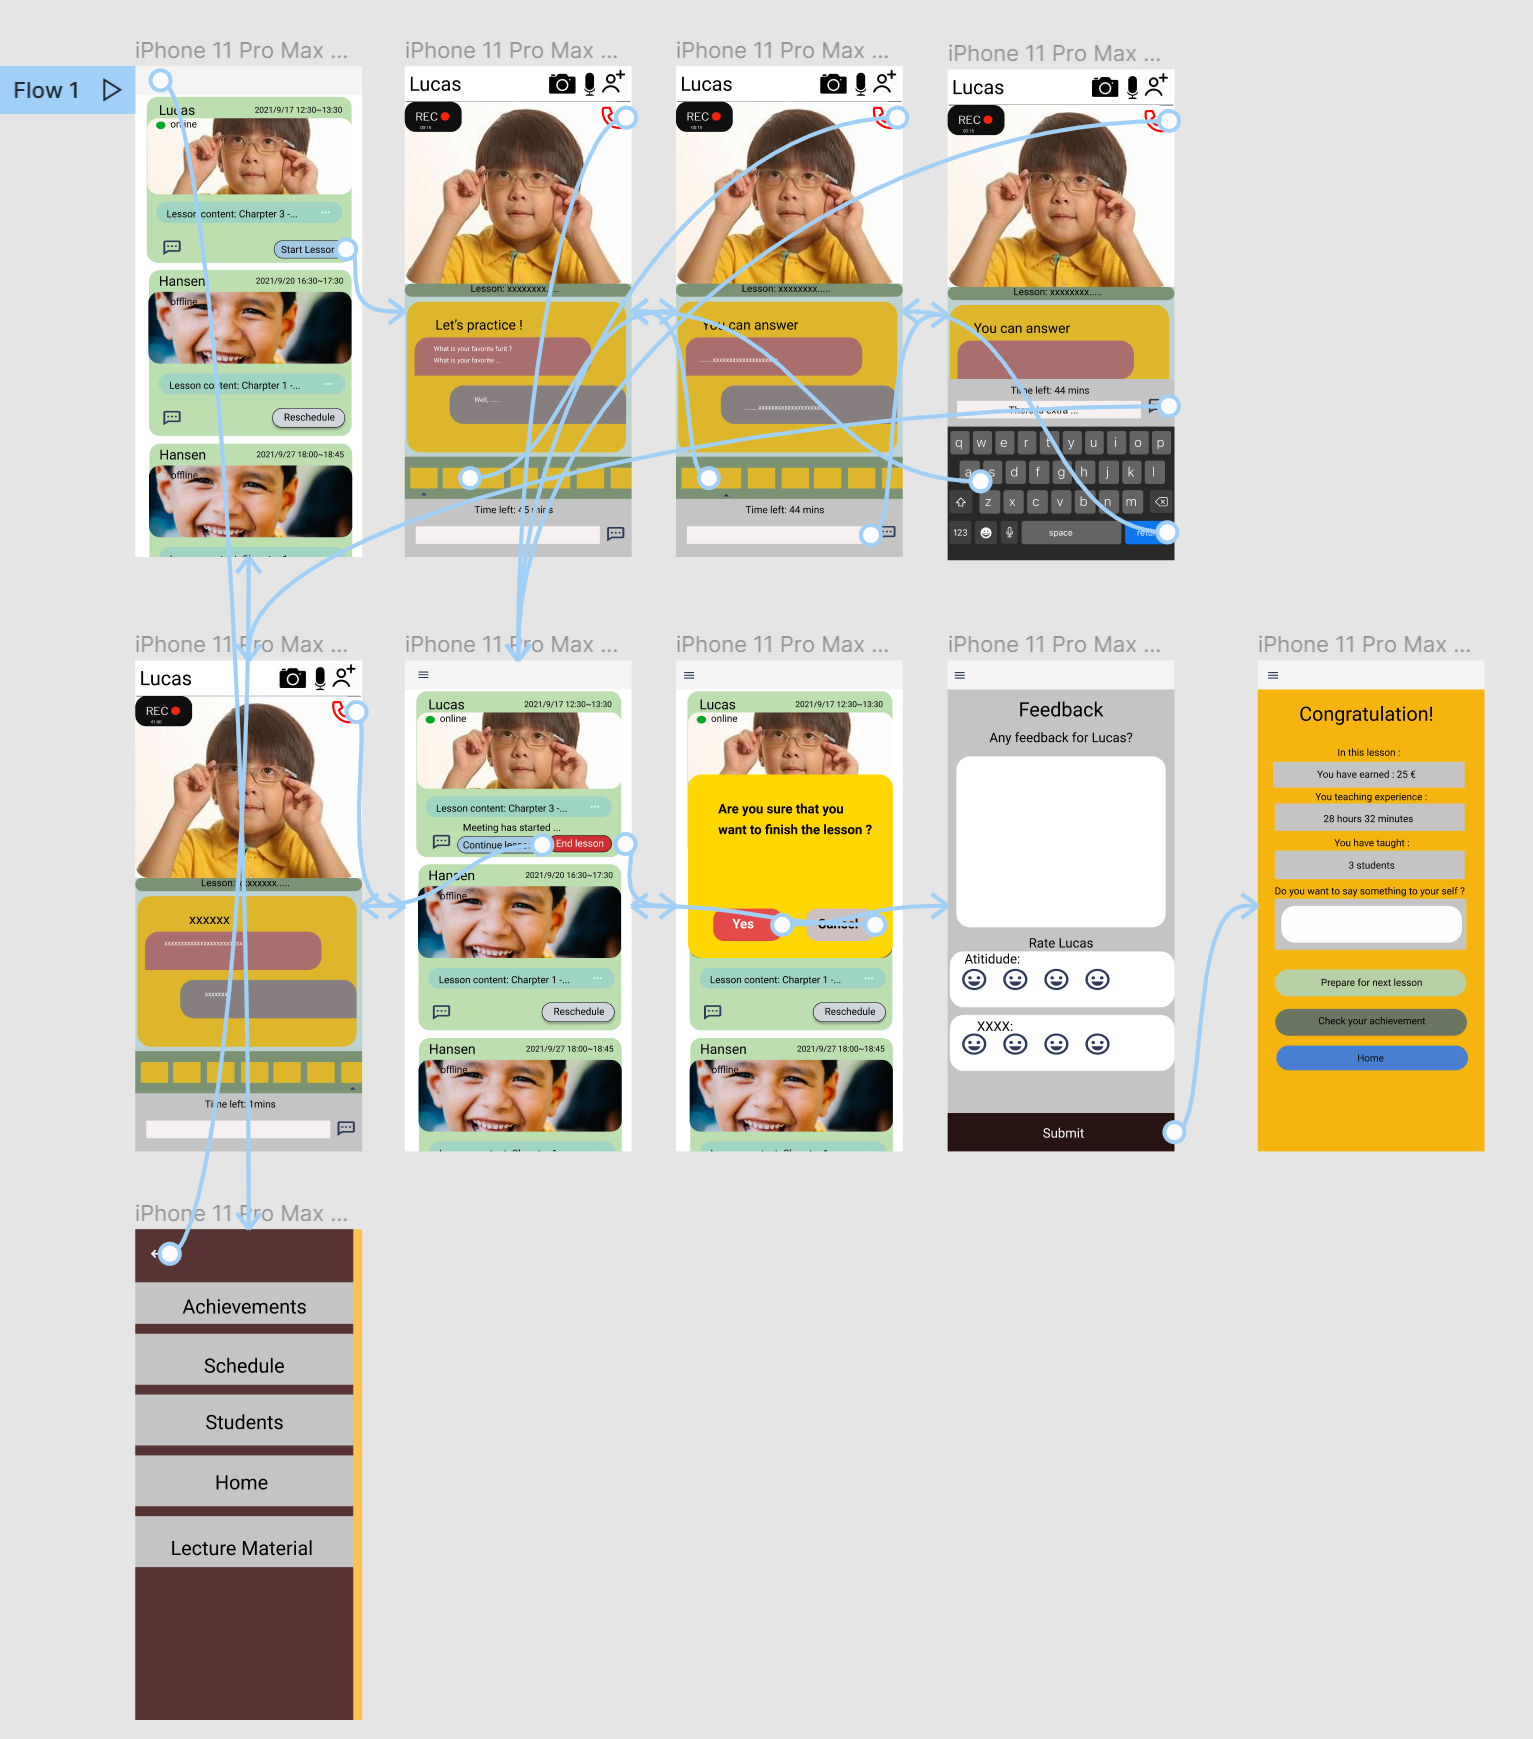 iPhone 11 Pro Max ...
iPhone 11 Pro Max ...
iPhone 11 Pro Max ...
iPhone 11 Pro Max ...
Flow 1
Lucas
2021/9/17 12:30~13:30
online
Lesson content: Charpter 3 -...
Start Lesson
Hansen
2021/9/20 16:30~17:30
offline
Lesson content: Charpter 1 -...
Reschedule
Hansen
2021/9/27 18:00~18:45
offline
Lucas
REC
00:15
Lesson: xxxxxxxx.....
Let's practice !
What is your favorite furit ?
What is your favorite ....
Well, ......
Time left: 45 mins
Lucas
REC
00:15
Lesson: xxxxxxxx.....
You can answer
Time left: 44 mins
Lucas
REC
00:15
Lesson: xxxxxxxx.....
You can answer
Time left: 44 mins
There is extra ...
q w e r t y u i o p
a s d f g h j k l
z x c v b n m
123
space
iPhone 11 Pro Max ...
iPhone 11 Pro Max ...
iPhone 11 Pro Max ...
iPhone 11 Pro Max ...
iPhone 11 Pro Max ...
Lucas
REC
Lesson: xxxxxxxx.....
xxxxxx
Time left: 1mins
Lucas
2021/9/17 12:30~13:30
online
Lesson content: Charpter 3 -...
Meeting has started ...
Continue
End lesson
Hansen
2021/9/20 16:30~17:30
offline
Lesson content: Charpter 1 -...
Reschedule
Hansen
2021/9/27 18:00~18:45
offline
Lucas
2021/9/17 12:30~13:30
online
Are you sure that you
want to finish the lesson ?
Yes
Cancel
Lesson content: Charpter 1 -...
Reschedule
Hansen
2021/9/27 18:00~18:45
offline
Feedback
Any feedback for Lucas?
Rate Lucas
Atitidude:
XXXX:
Submit
Congratulation!
In this lesson :
You have earned : 25 €
You teaching experience :
28 hours 32 minutes
You have taught :
3 students
Do you want to say something to your self ?
Prepare for next lesson
Check your achievement
Home
iPhone 11 Pro Max ...
Achievements
Schedule
Students
Home
Lecture Material